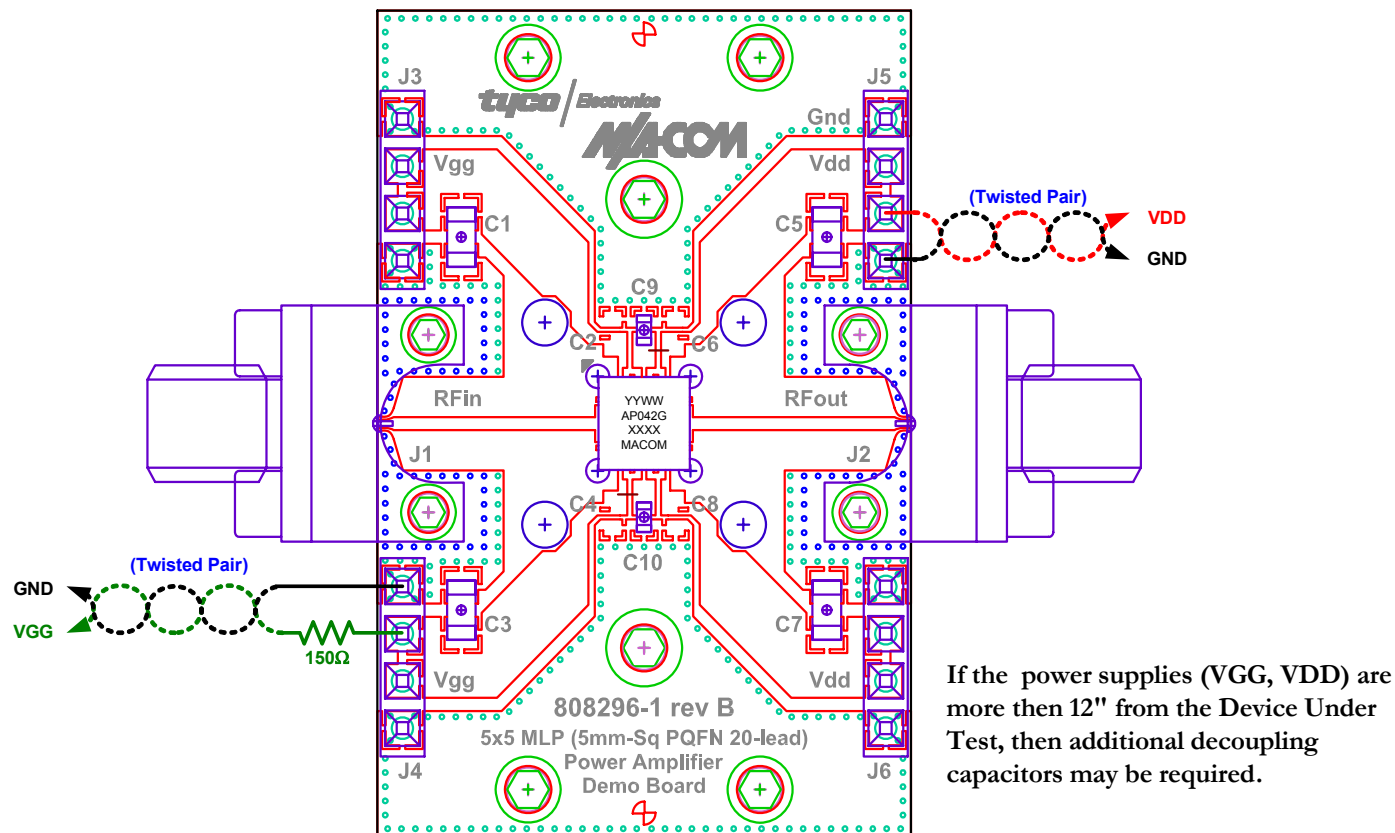 J3
J5
tyco / Electronics
M/A-COM
Gnd
Vgg
Vdd
(Twisted Pair)
VDD
GND
C1
C5
C9
C2
C6
RFin
RFout
YYWW
AP042G
XXXX
MACOM
J1
J2
C4
C8
C10
(Twisted Pair)
GND
VGG
150Ω
C3
C7
Vgg
Vdd
808296-1 rev B
5x5 MLP (5mm-Sq PQFN 20-lead)
Power Amplifier
Demo Board
J4
J6
If the power supplies (VGG, VDD) are
more then 12" from the Device Under
Test, then additional decoupling
capacitors may be required.